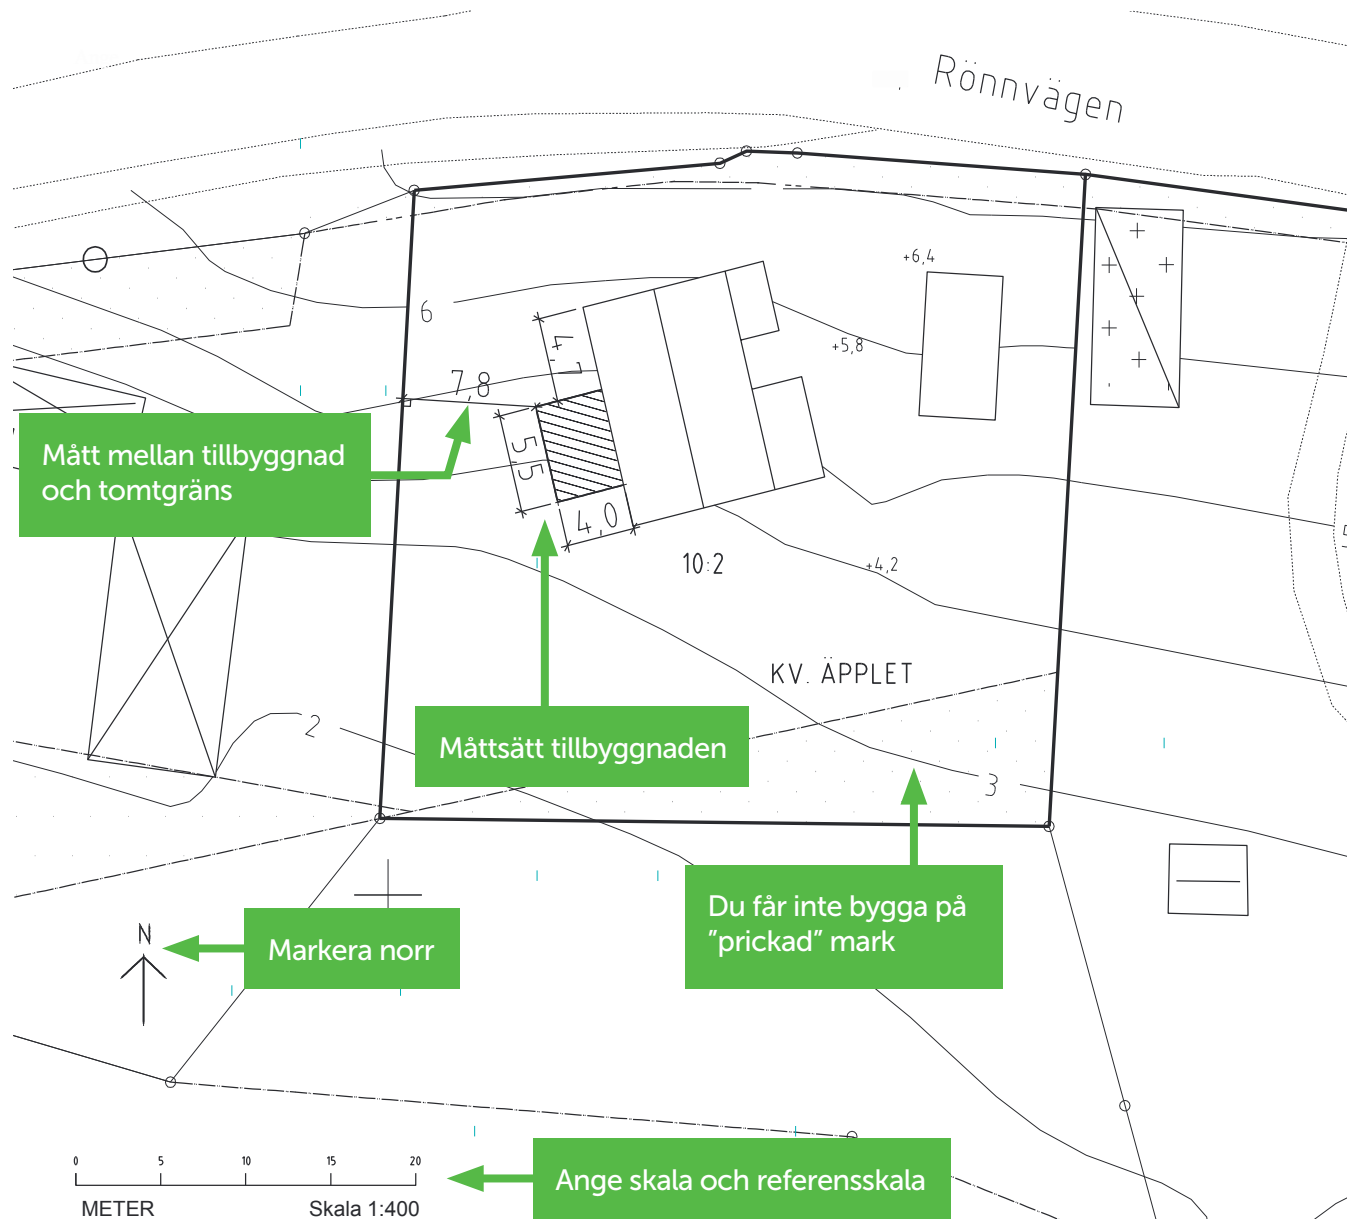 Rönnvägen
+6,4
6
+5,8
4,7
7,8
Mått mellan tillbyggnad
och tomtgräns
5,5
4,0
10:2
+4,2
KV. ÄPPLET
2
Måttsätt tillbyggnaden
3
Du får inte bygga på
”prickad” mark
N
Markera norr
0 5 10 15 20
METER Skala 1:400
Ange skala och referensskala